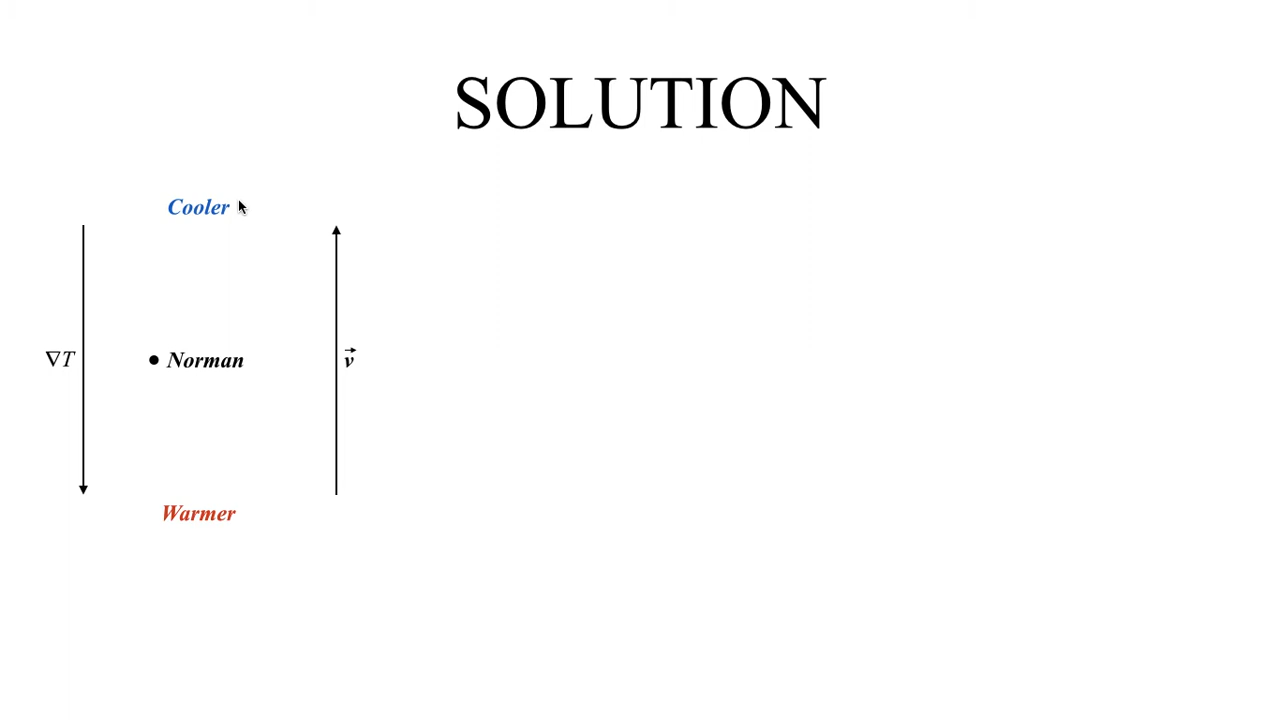 SOLUTION
Cooler
∇T
• Norman
v⃗
Warmer